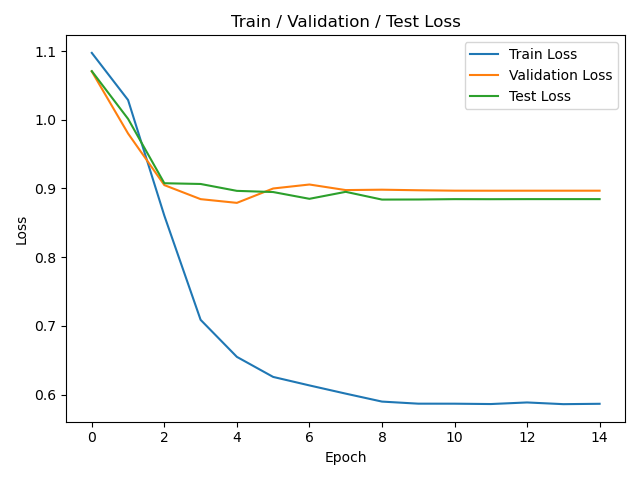 Train / Validation / Test Loss
Train Loss
Validation Loss
Test Loss
Loss
1.1
1.0
0.9
0.8
0.7
0.6
0 2 4 6 8 10 12 14
Epoch